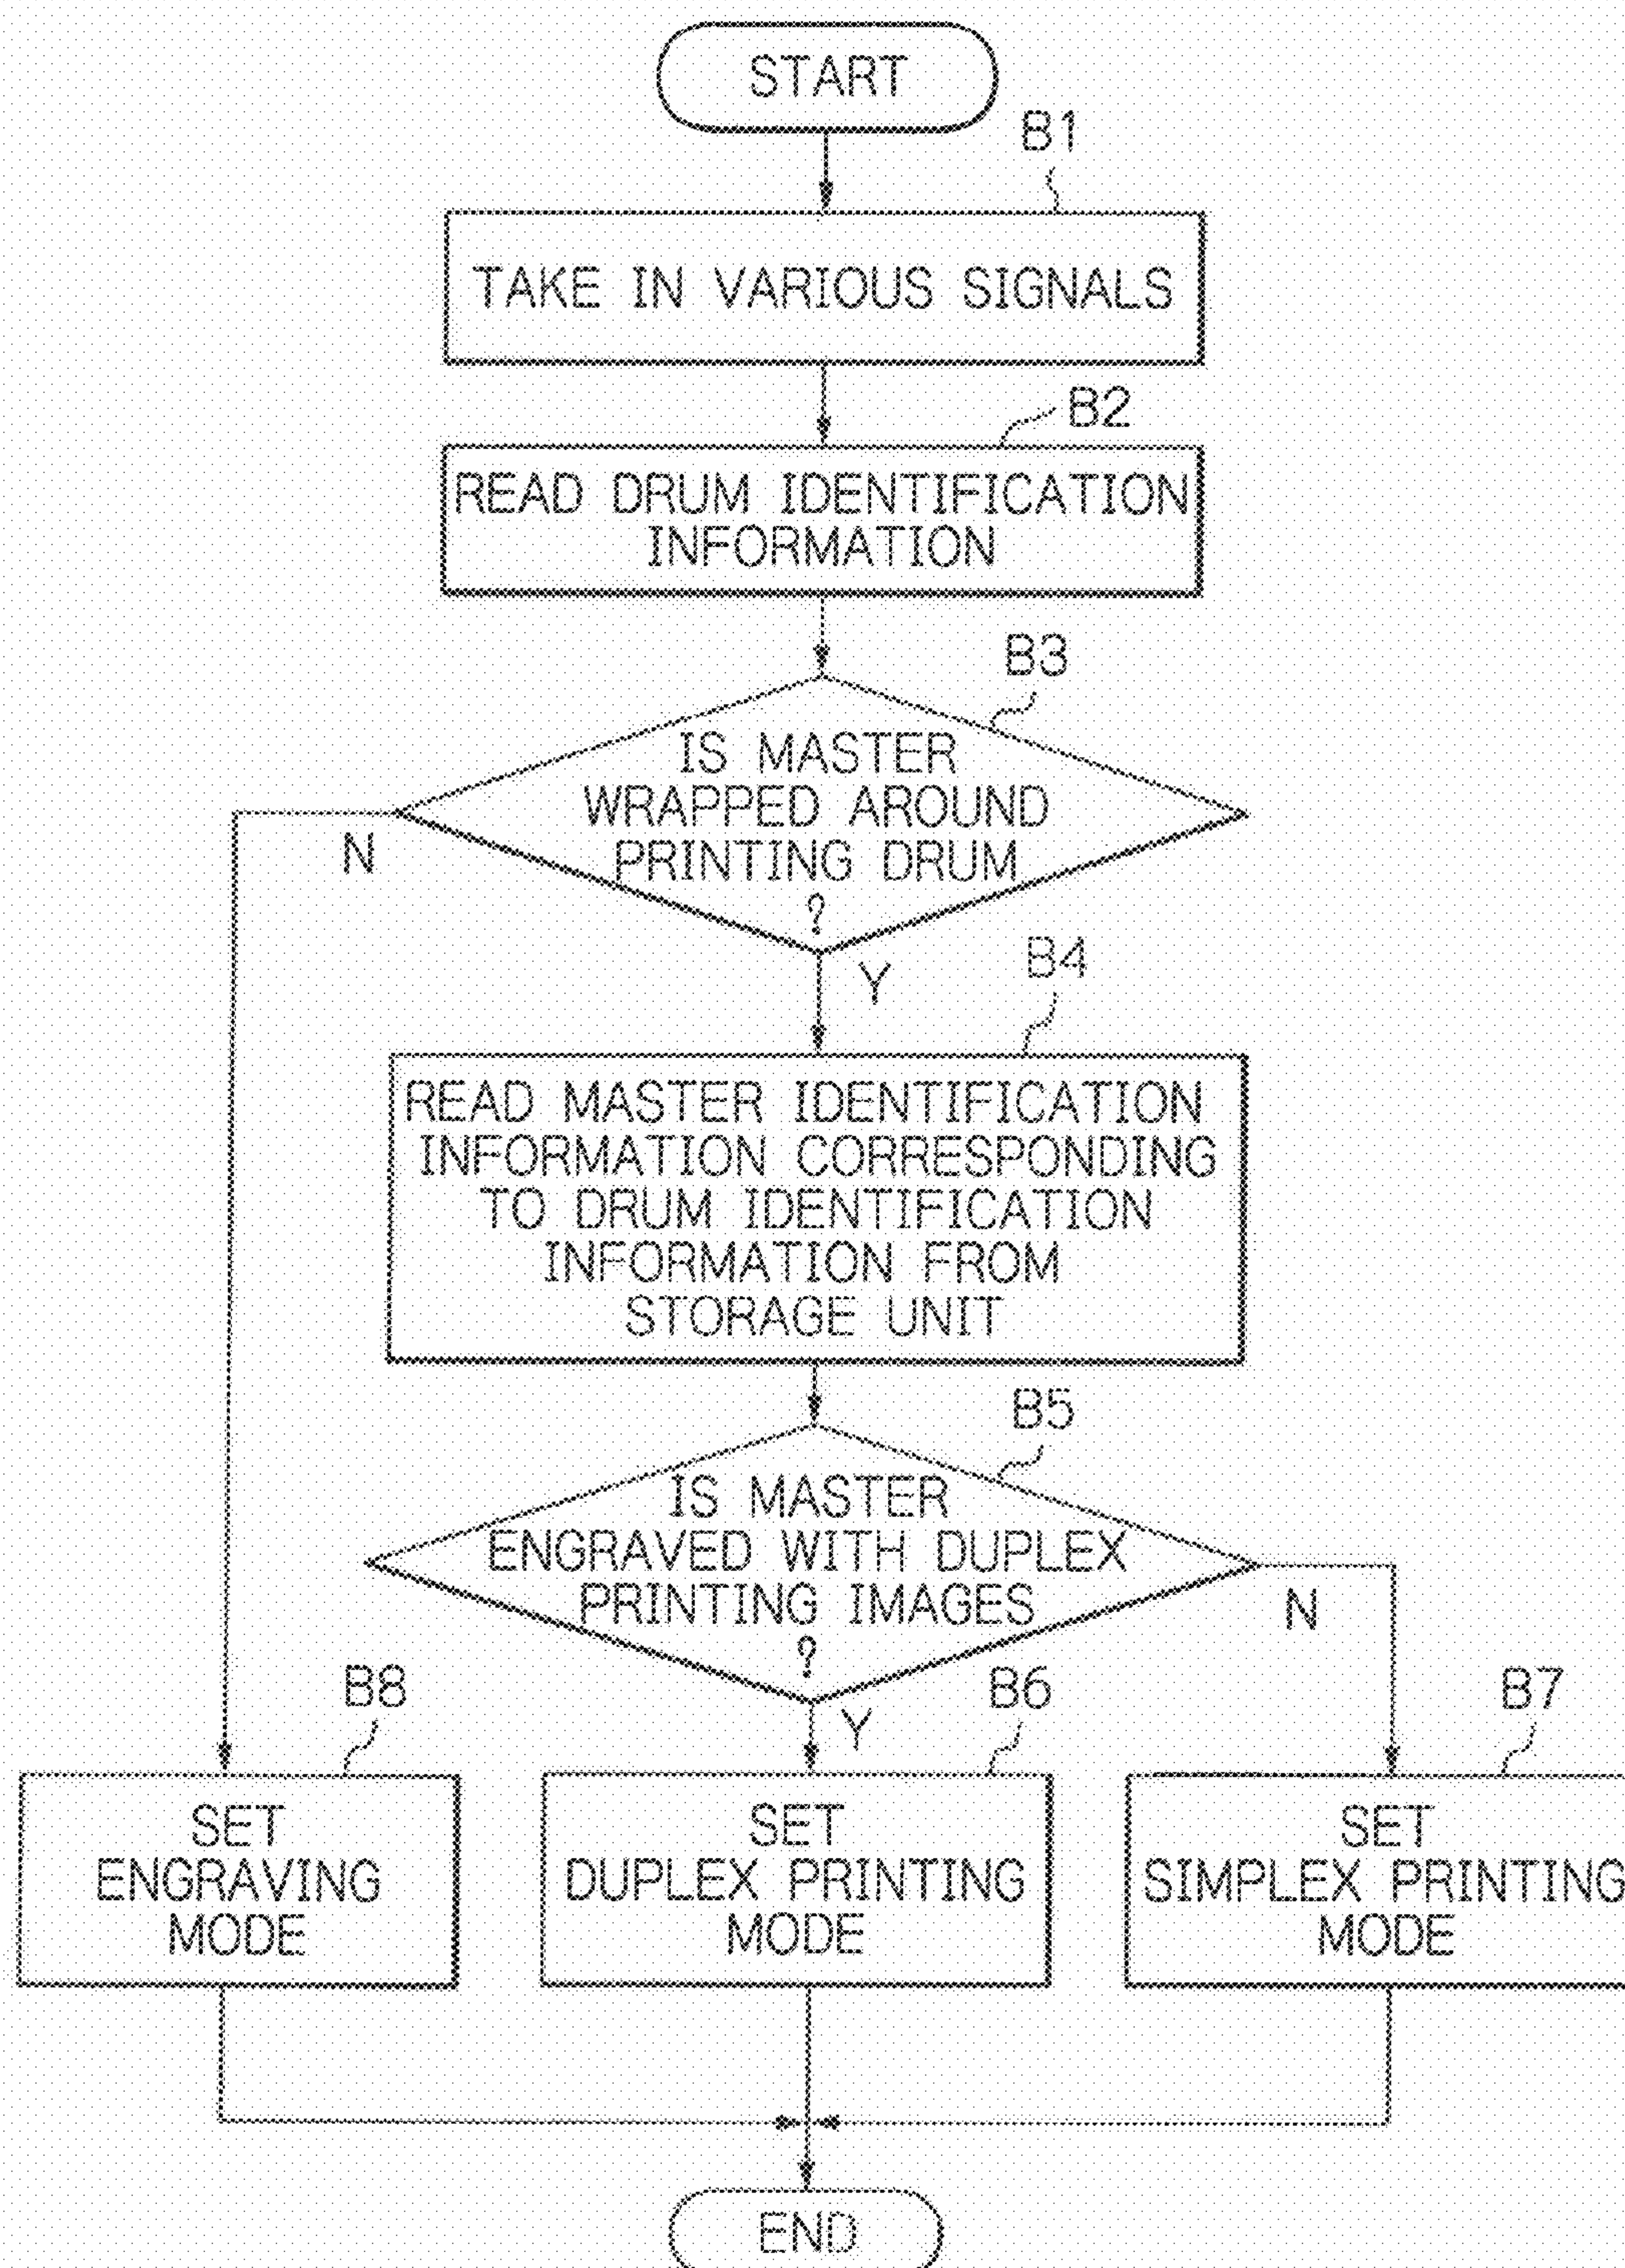 START
B1
TAKE IN VARIOUS SIGNALS
B2
READ DRUM IDENTIFICATION
INFORMATION
B3
IS MASTER
WRAPPED AROUND
PRINTING DRUM
?
N
Y
B4
READ MASTER IDENTIFICATION
INFORMATION CORRESPONDING
TO DRUM IDENTIFICATION
INFORMATION FROM
STORAGE UNIT
B5
IS MASTER
ENGRAVED WITH DUPLEX
PRINTING IMAGES
?
N
Y
B8
SET
ENGRAVING
MODE
B6
SET
DUPLEX PRINTING
MODE
B7
SET
SIMPLEX PRINTING
MODE
END